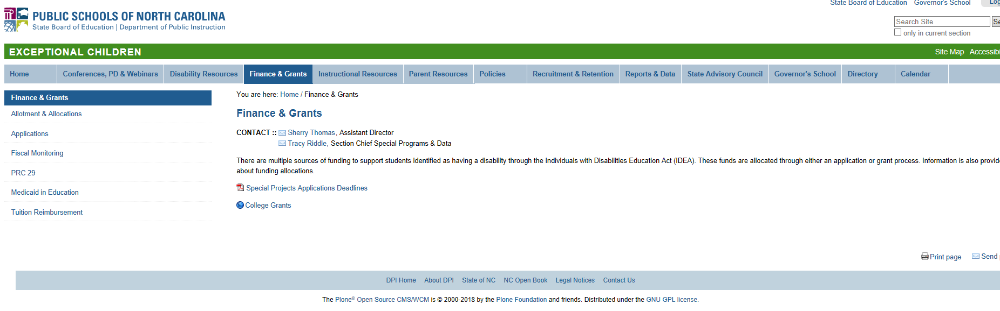 State Board of Education Governor's School
PUBLIC SCHOOLS OF NORTH CAROLINA
State Board of Education | Department of Public Instruction
Search Site
only in current section
EXCEPTIONAL CHILDREN Site Map
Home Conferences, PD & Webinars Disability Resources Finance & Grants Instructional Resources Parent Resources Policies Recruitment & Retention Reports & Data State Advisory Council Governor's School Directory Calendar
Finance & Grants
Allotment & Allocations
Applications
Fiscal Monitoring
PRC 29
Medicaid in Education
Tuition Reimbursement
You are here: Home / Finance & Grants
Finance & Grants
CONTACT :: Sherry Thomas, Assistant Director
Tracy Riddle, Section Chief Special Programs & Data
There are multiple sources of funding to support students identified as having a disability through the Individuals with Disabilities Education Act (IDEA). These funds are allocated through either an application or grant process. Information is also provide
about funding allocations.
Special Projects Applications Deadlines
College Grants
Print page Send
DPI Home About DPI State of NC NC Open Book Legal Notices Contact Us
The Plone® Open Source CMS/WCM is © 2000-2018 by the Plone Foundation and friends. Distributed under the GNU GPL license.